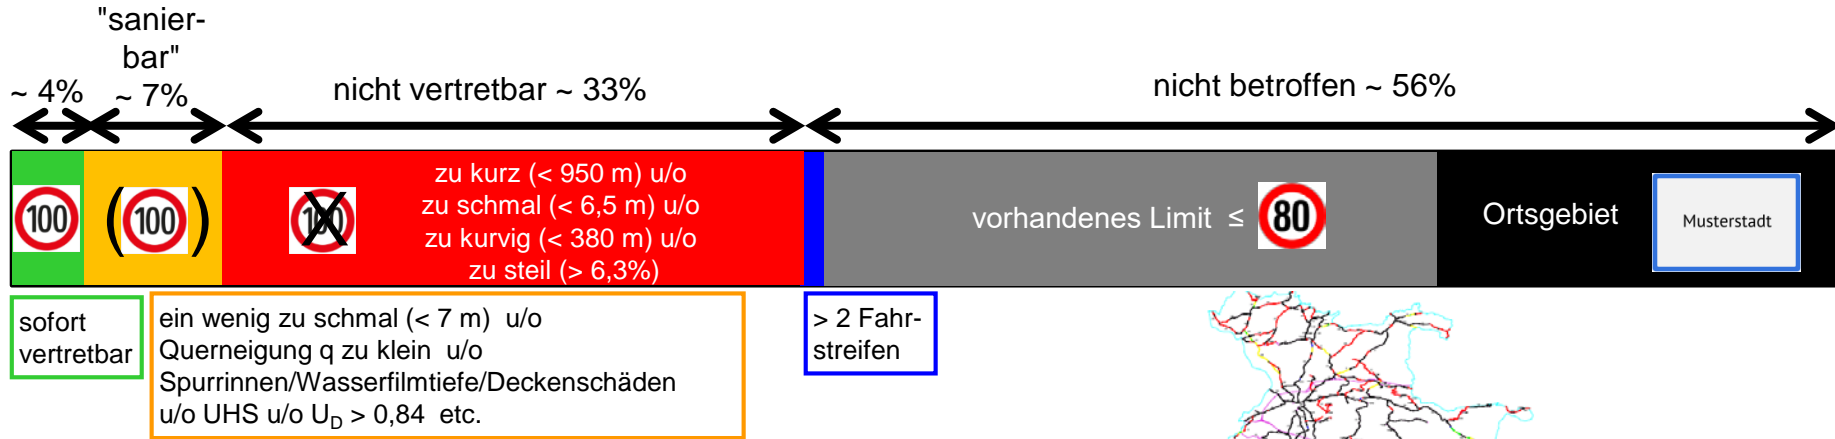 "sanier-
bar"
~ 4%
~ 7%
nicht vertretbar ~ 33%
nicht betroffen ~ 56%
100
(100)
100
X
zu kurz (< 950 m) u/o
zu schmal (< 6,5 m) u/o
zu kurvig (< 380 m) u/o
zu steil (> 6,3%)
vorhandenes Limit ≤ 80
Ortsgebiet
Musterstadt
sofort
vertretbar
ein wenig zu schmal (< 7 m) u/o
Querneigung q zu klein u/o
Spurrinnen/Wasserfilmtiefe/Deckenschäden
u/o UHS u/o U_D > 0,84 etc.
> 2 Fahr-
streifen